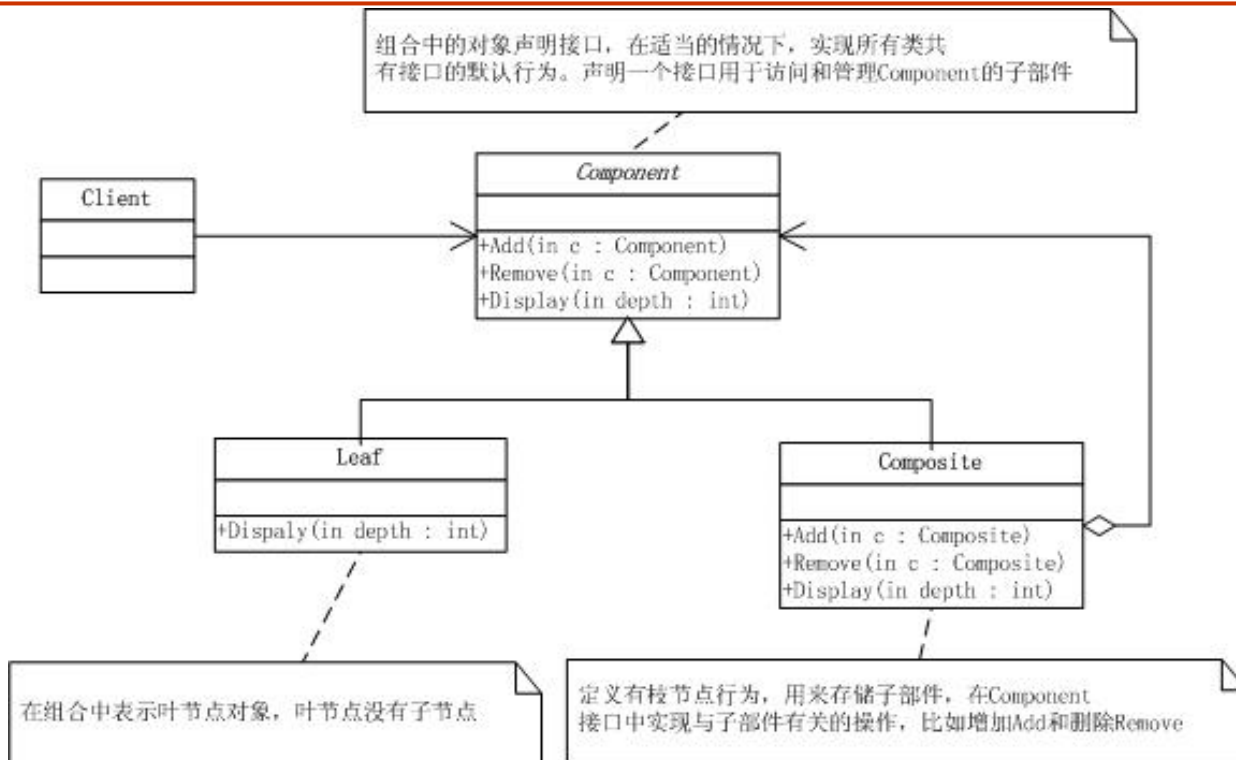 组合中的对象声明接口，在适当的情况下，实现所有类共
有接口的默认行为。声明一个接口用于访问和管理Component的子部件
Component
+Add(in c : Component)
+Remove(in c : Component)
+Display(in depth : int)
Client
Leaf
+Dispaly(in depth : int)
Composite
+Add(in c : Composite)
+Remove(in c : Composite)
+Display(in depth : int)
在组合中表示叶节点对象，叶节点没有子节点
定义有枝节点行为，用来存储子部件，在Component
接口中实现与子部件有关的操作，比如增加Add和删除Remove